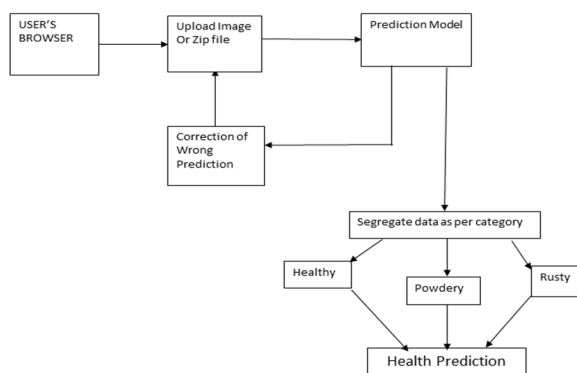 USER'S
BROWSER
Upload Image
Or Zip file
Prediction Model
Correction of
Wrong
Prediction
Segregate data as per category
Healthy
Powdery
Rusty
Health Prediction